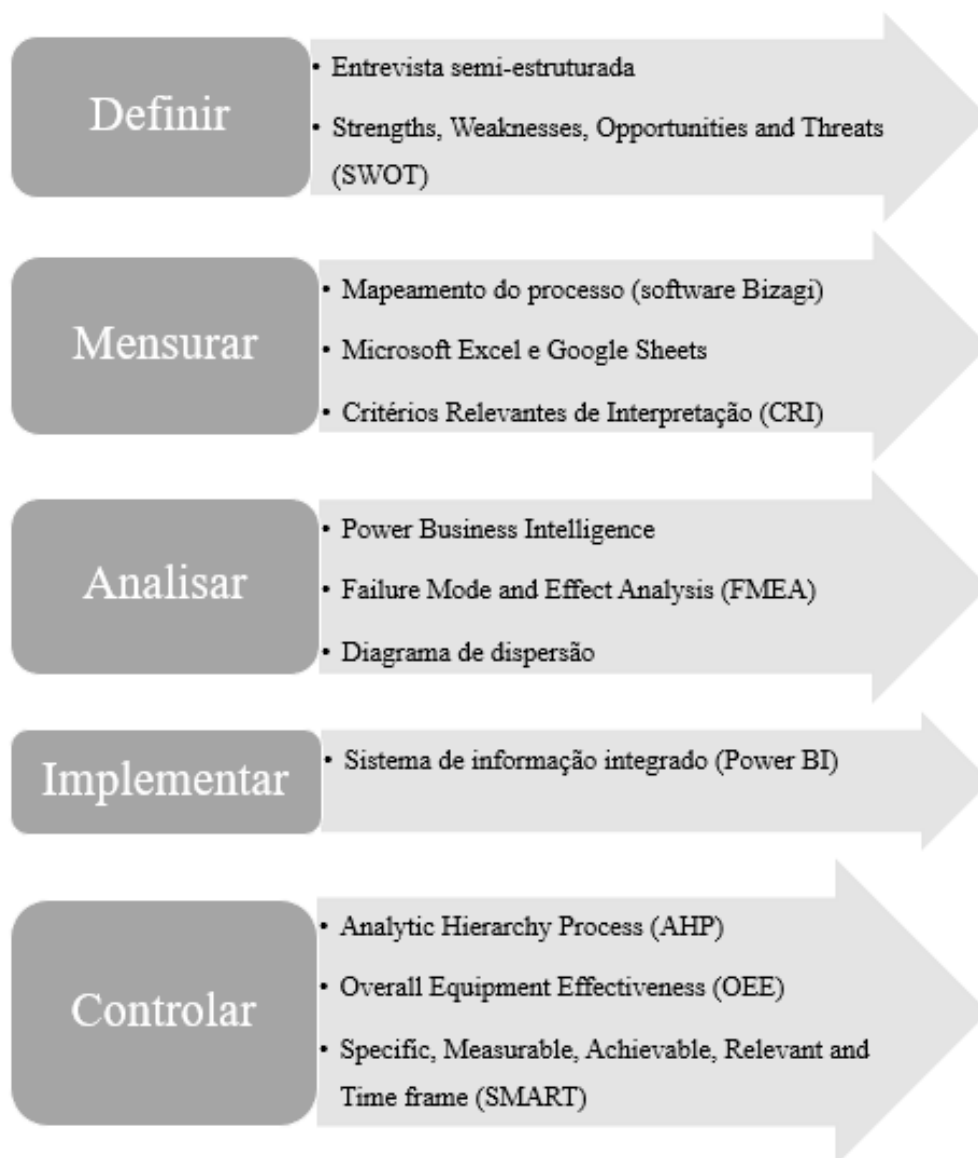 Definir
• Entrevista semi-estruturada
• Strengths, Weaknesses, Opportunities and Threats
(SWOT)
Mensurar
• Mapeamento do processo (software Bizagi)
• Microsoft Excel e Google Sheets
• Critérios Relevantes de Interpretação (CRI)
Analisar
• Power Business Intelligence
• Failure Mode and Effect Analysis (FMEA)
• Diagrama de dispersão
Implementar
• Sistema de informação integrado (Power BI)
Controlar
• Analytic Hierarchy Process (AHP)
• Overall Equipment Effectiveness (OEE)
• Specific, Measurable, Achievable, Relevant and
Time frame (SMART)